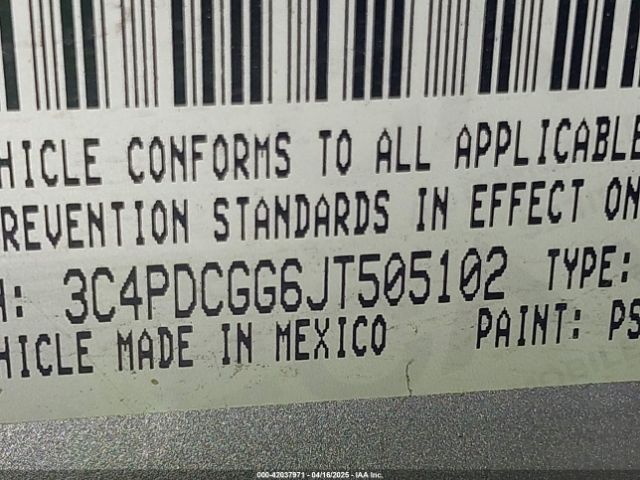 HICLE CONFORMS TO ALL APPLICABLE
REVENTION STANDARDS IN EFFECT ON
: 3C4PDCGG6JT505102 TYPE:
HICLE MADE IN MEXICO PAINT: PS
000-42037971 - 04/16/2025 - IAA Inc.